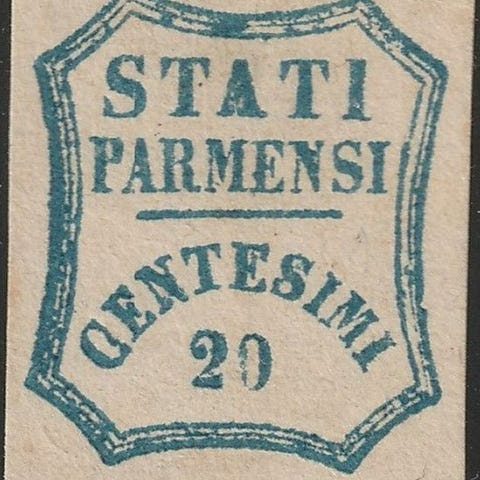 STATI
PARMENSI
CENTESIMI
20